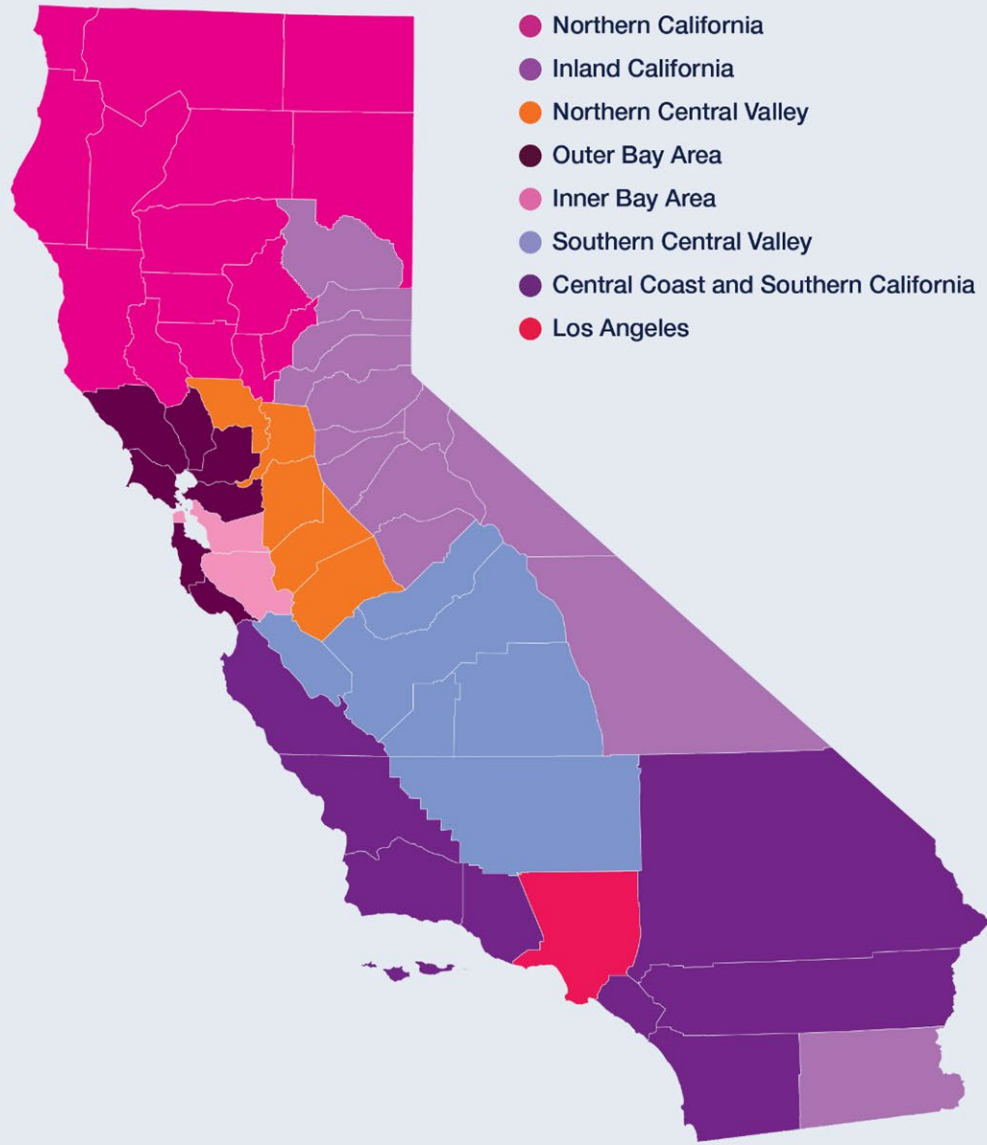 Northern California
Inland California
Northern Central Valley
Outer Bay Area
Inner Bay Area
Southern Central Valley
Central Coast and Southern California
Los Angeles